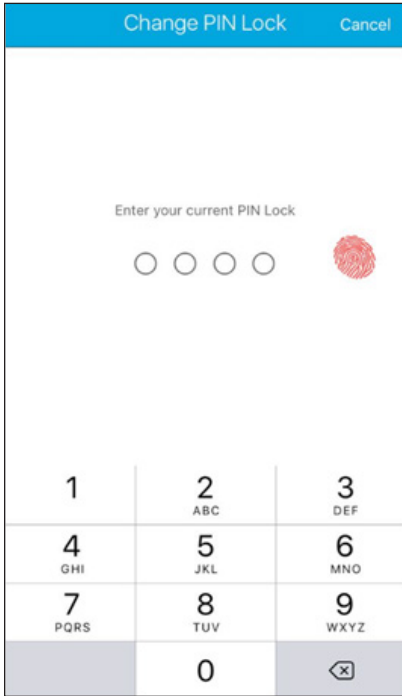 Change PIN Lock Cancel
Enter your current PIN Lock
1 2 3
ABC DEF
4 5 6
GHI JKL MNO
7 8 9
PQRS TUV WXYZ
0